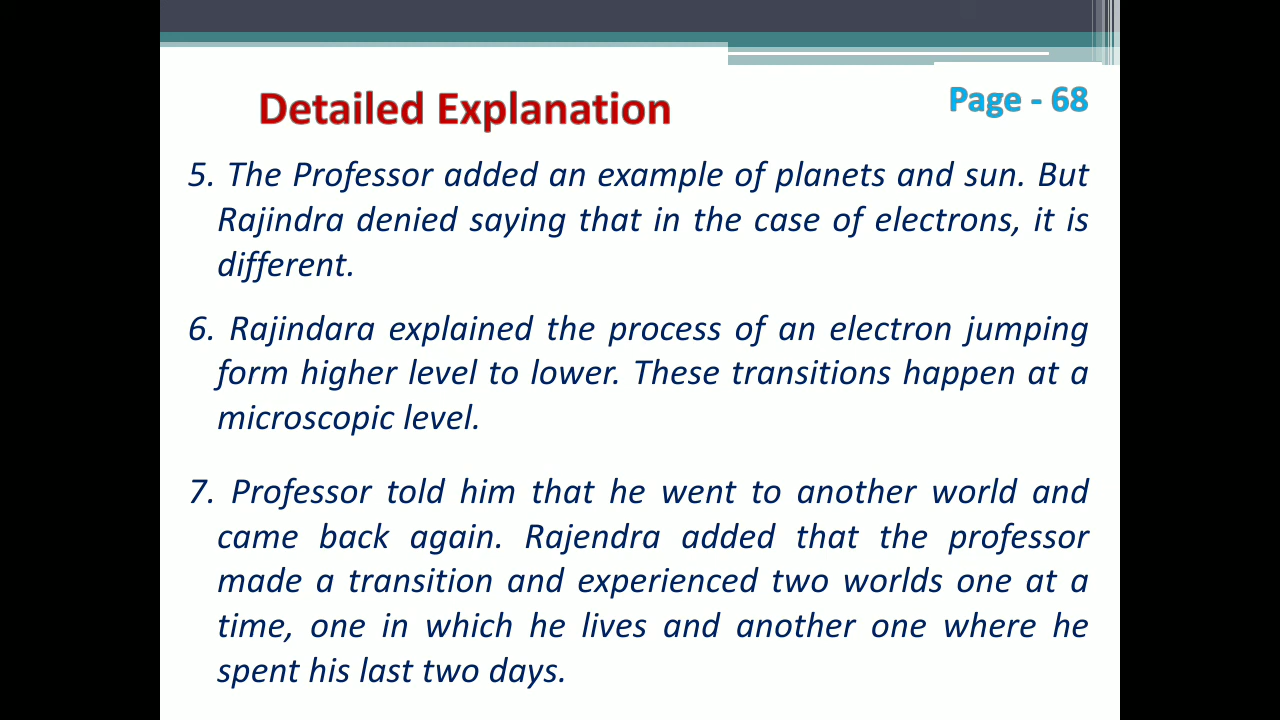 Detailed Explanation
Page - 68
5. The Professor added an example of planets and sun. But
Rajindra denied saying that in the case of electrons, it is
different.
6. Rajindara explained the process of an electron jumping
form higher level to lower. These transitions happen at a
microscopic level.
7. Professor told him that he went to another world and
came back again. Rajendra added that the professor
made a transition and experienced two worlds one at a
time, one in which he lives and another one where he
spent his last two days.